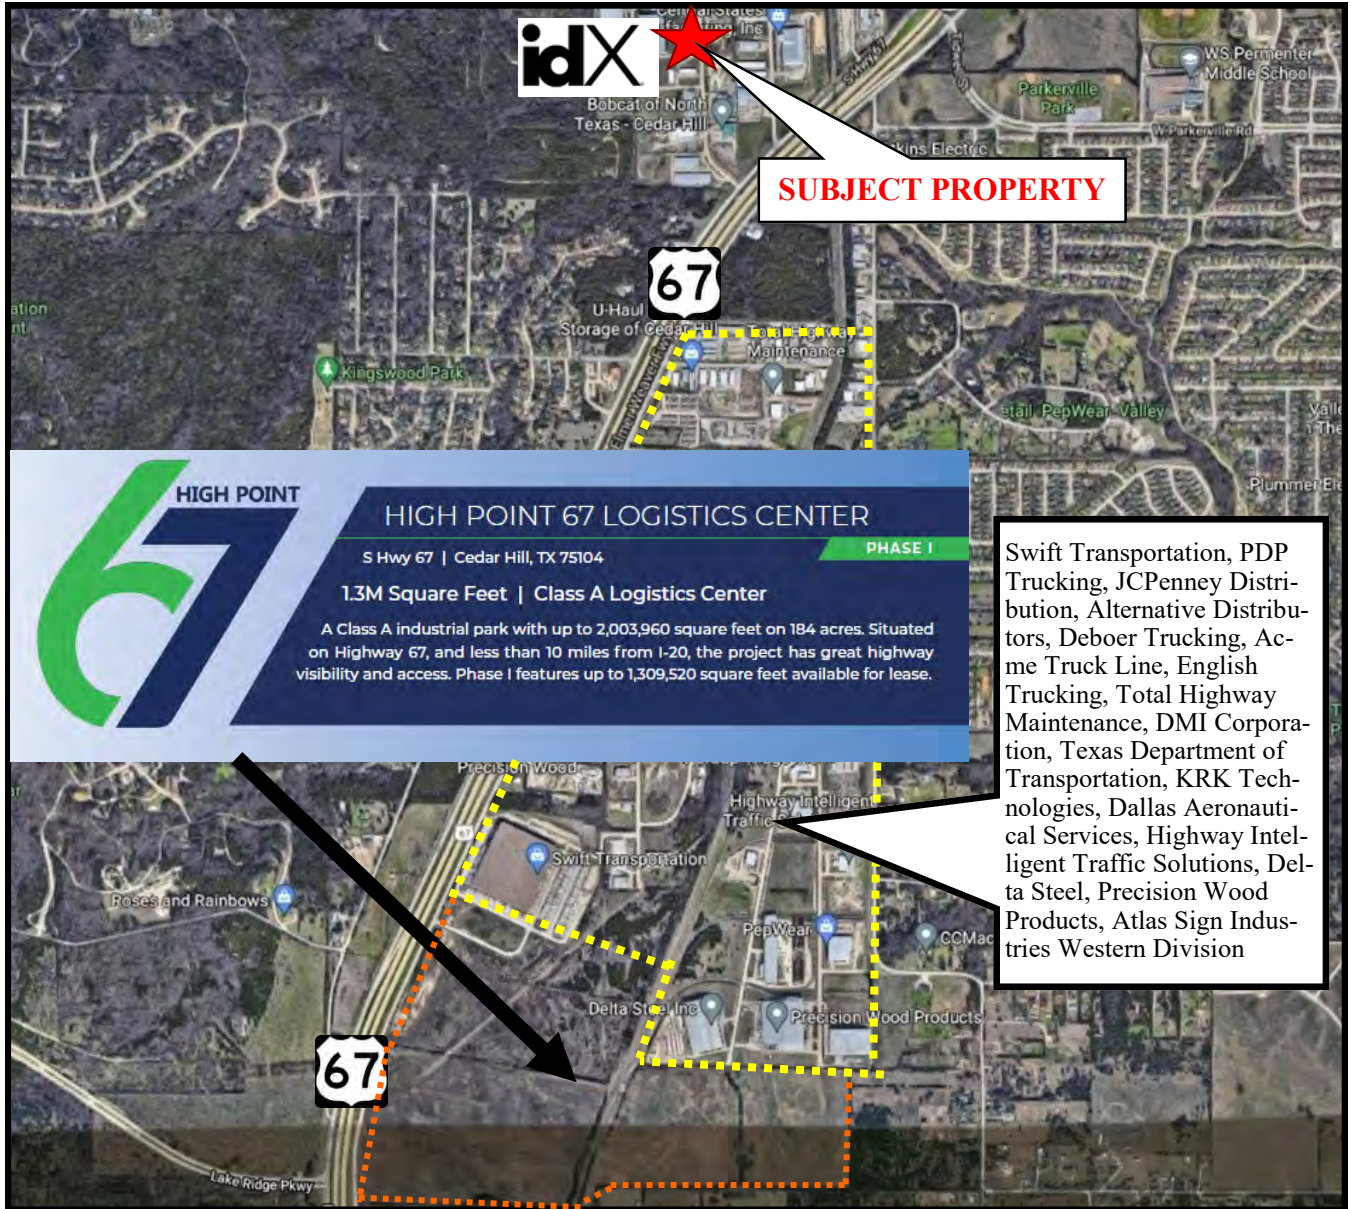 Central States
idX
Bobcat of North
Texas - Cedar Hill
S Hwy 67
WS Permenter
Middle School
Parkerville
Park
W Parkerville Rd
Electric
SUBJECT PROPERTY
67
U-Haul
Storage of Cedar Hill
Total Highway
Maintenance
Kingswood Park
PepWear Valley
HIGH POINT
67
HIGH POINT 67 LOGISTICS CENTER
PHASE I
S Hwy 67 | Cedar Hill, TX 75104
1.3M Square Feet | Class A Logistics Center
A Class A industrial park with up to 2,003,960 square feet on 184 acres. Situated
on Highway 67, and less than 10 miles from I-20, the project has great highway
visibility and access. Phase I features up to 1,309,520 square feet available for lease.
Plummer
Swift Transportation, PDP
Trucking, JCPenney Distri-
bution, Alternative Distribu-
tors, Deboer Trucking, Ac-
me Truck Line, English
Trucking, Total Highway
Maintenance, DMI Corpora-
tion, Texas Department of
Transportation, KRK Tech-
nologies, Dallas Aeronauti-
cal Services, Highway Intel-
ligent Traffic Solutions, Del-
ta Steel, Precision Wood
Products, Atlas Sign Indus-
tries Western Division
Precision Wood
Highway Intelligent
Traffic
67
Swift Transportation
Roses and Rainbows
PepWear
CCMac
Delta Steel Inc
Precision Wood Products
67
Lake Ridge Pkwy